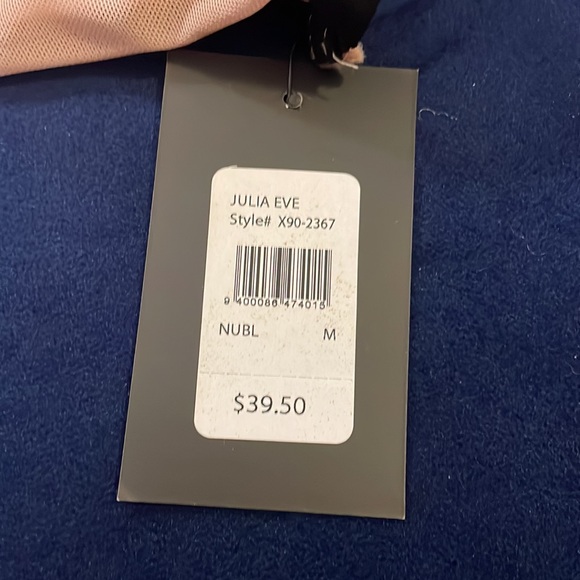 JULIA EVE
Style# X90-2367
9 400086 474015
NUBL M
$39.50